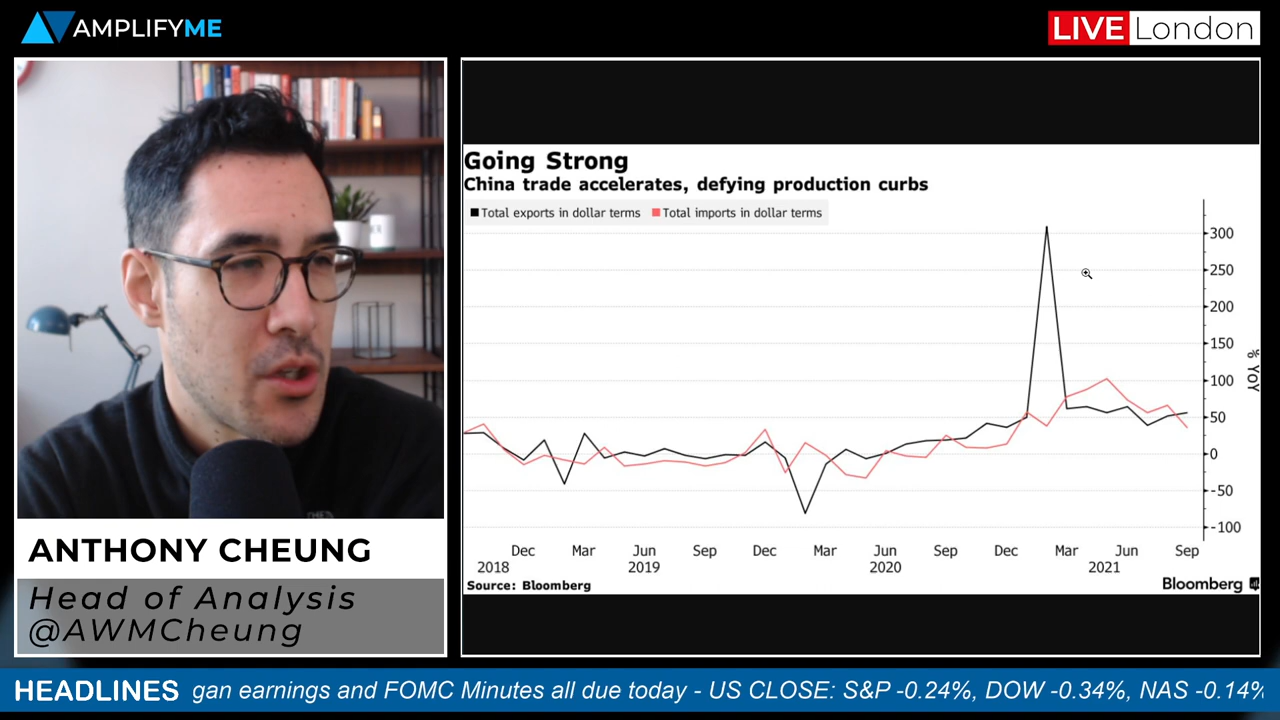 AMPLIFYME
LIVE London
Going Strong
China trade accelerates, defying production curbs
Total exports in dollar terms Total imports in dollar terms
300
250
200
150
100
50
0
-50
-100
% YoY
Dec Mar Jun Sep Dec Mar Jun Sep Dec Mar Jun Sep
2018 2019 2020 2021
Source: Bloomberg
Bloomberg
ANTHONY CHEUNG
Head of Analysis
@AWMCheung
HEADLINES gan earnings and FOMC Minutes all due today - US CLOSE: S&P -0.24%, DOW -0.34%, NAS -0.14%